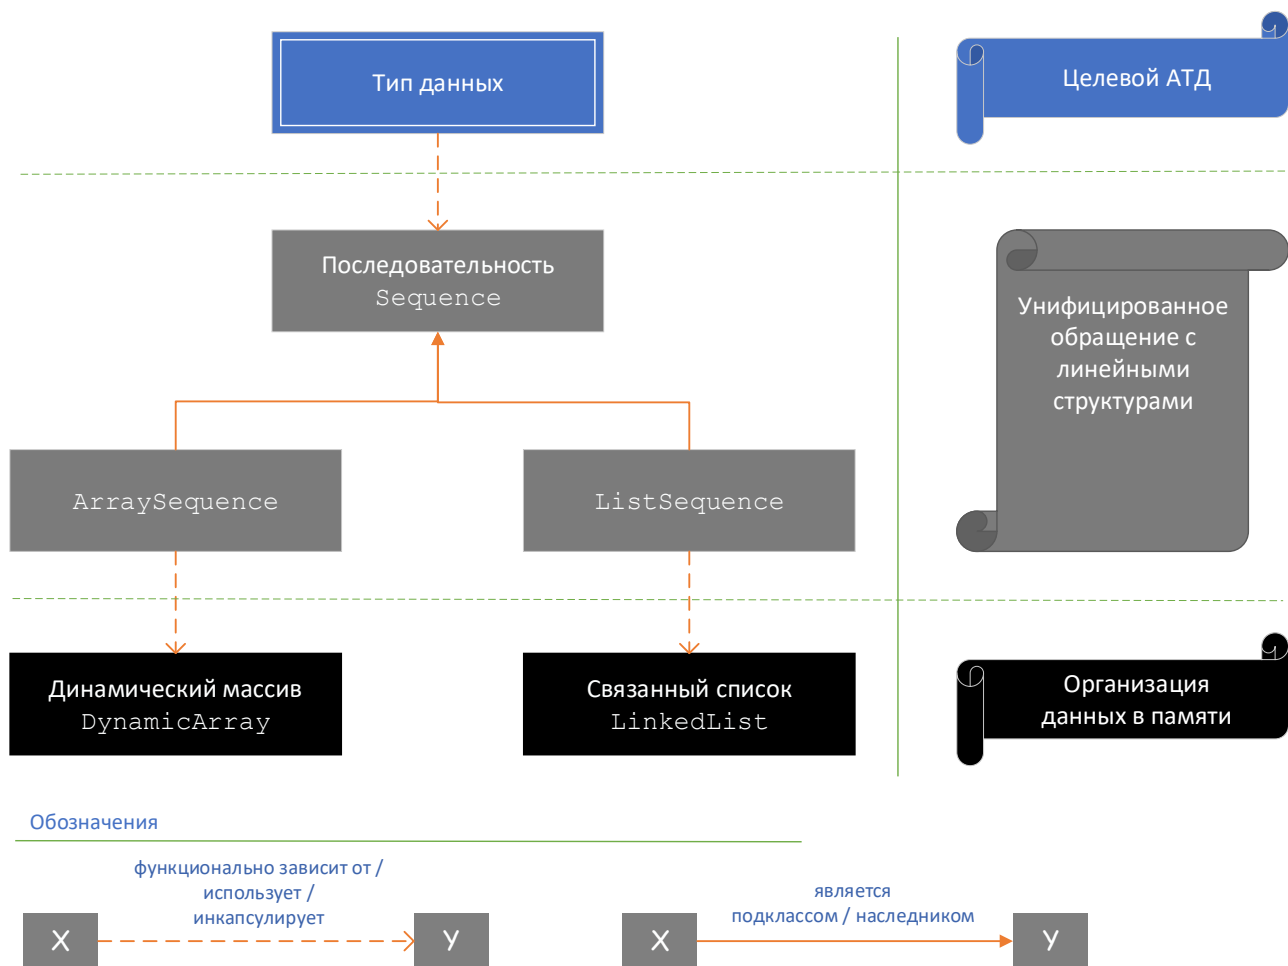 Тип данных
Целевой АТД
Последовательность
Sequence
Унифицированное
обращение с
линейными
структурами
ArraySequence
ListSequence
Динамический массив
DynamicArray
Связанный список
LinkedList
Организация
данных в памяти
Обозначения
функционально зависит от /
использует /
инкапсулирует
X
У
является
подклассом / наследником
X
У